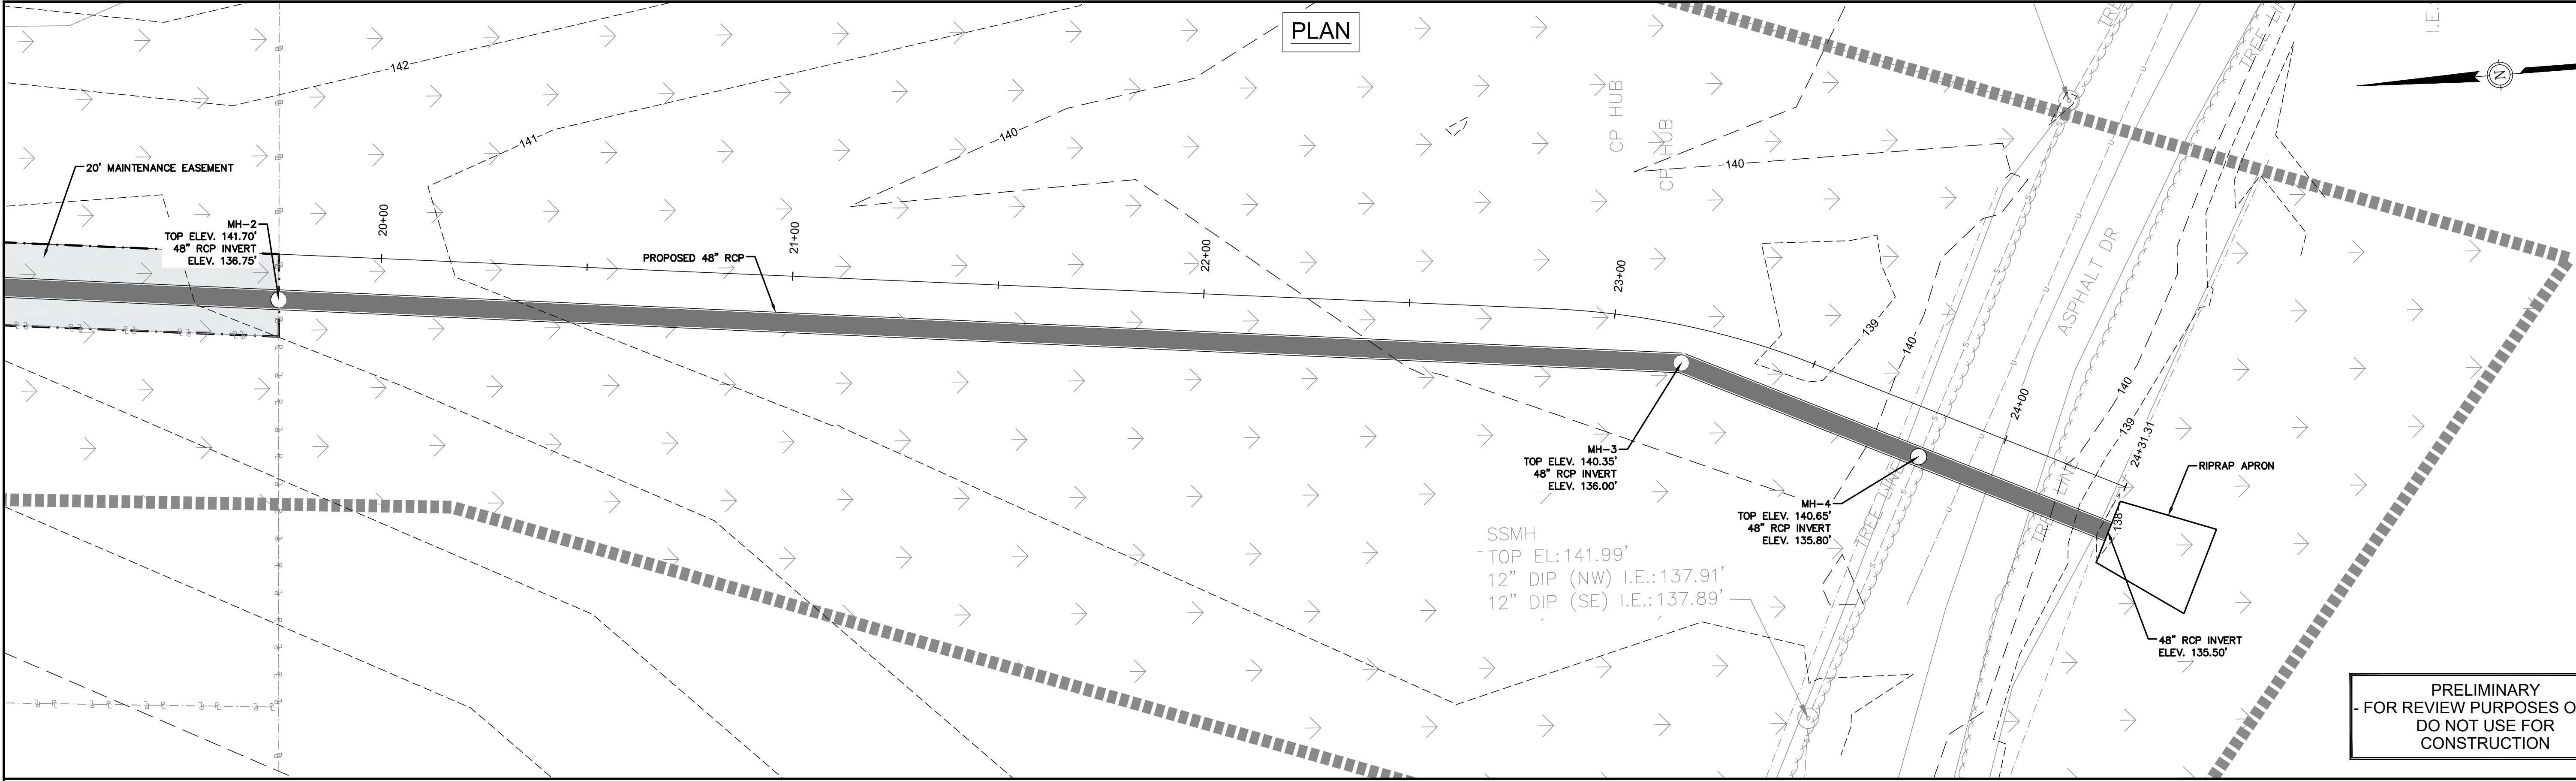 PLAN
I.E.:
N
142
141
140
140
140
139
140
139
138
20+00
21+00
22+00
23+00
24+00
24+31.31
20' MAINTENANCE EASEMENT
MH-2
TOP ELEV. 141.70'
48" RCP INVERT
ELEV. 136.75'
PROPOSED 48" RCP
CP HUB
CP HUB
TREE LINE
ASPHALT DR
MH-3
TOP ELEV. 140.35'
48" RCP INVERT
ELEV. 136.00'
MH-4
TOP ELEV. 140.65'
48" RCP INVERT
ELEV. 135.80'
TREE LINE
TREE LINE
SSMH
TOP EL:141.99'
12" DIP (NW) I.E.:137.91'
12" DIP (SE) I.E.:137.89'
RIPRAP APRON
48" RCP INVERT
ELEV. 135.50'
PRELIMINARY
- FOR REVIEW PURPOSES O
DO NOT USE FOR
CONSTRUCTION